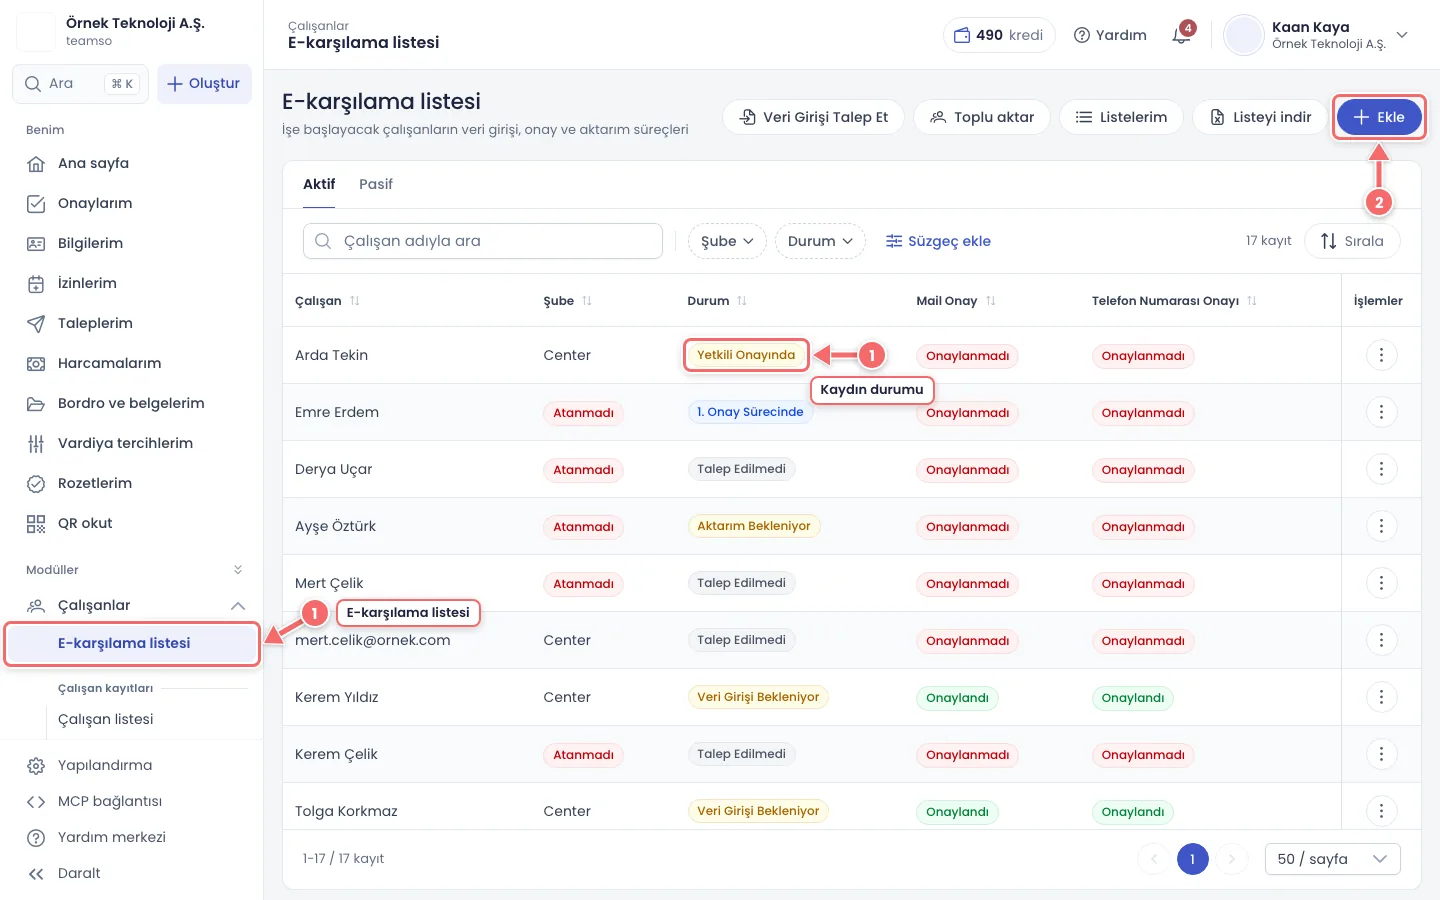 Örnek Teknoloji A.Ş.
teamso
Ara
⌘ K
Oluştur
Benim
Ana sayfa
Onaylarım
Bilgilerim
İzinlerim
Taleplerim
Harcamalarım
Bordro ve belgelerim
Vardiya tercihlerim
Rozetlerim
QR okut
Modüller
Çalışanlar
E-karşılama listesi
Çalışan kayıtları
Çalışan listesi
Yapılandırma
MCP bağlantısı
Yardım merkezi
Daralt
Çalışanlar
E-karşılama listesi
490 kredi
Yardım
4
Kaan Kaya
Örnek Teknoloji A.Ş.
E-karşılama listesi
İşe başlayacak çalışanların veri girişi, onay ve aktarım süreçleri
Veri Girişi Talep Et
Toplu aktar
Listelerim
Listeyi indir
Ekle
2
Aktif
Pasif
Çalışan adıyla ara
Şube
Durum
Süzgeç ekle
17 kayıt
Sırala
Çalışan Şube Durum Mail Onay Telefon Numarası Onayı İşlemler
Arda Tekin Center Yetkili Onayında Onaylanmadı Onaylanmadı
1
Kaydın durumu
Emre Erdem Atanmadı 1. Onay Sürecinde Onaylanmadı Onaylanmadı
Derya Uçar Atanmadı Talep Edilmedi Onaylanmadı Onaylanmadı
Ayşe Öztürk Atanmadı Aktarım Bekleniyor Onaylanmadı Onaylanmadı
Mert Çelik Atanmadı Talep Edilmedi Onaylanmadı Onaylanmadı
1
E-karşılama listesi
mert.celik@ornek.com Center Talep Edilmedi Onaylanmadı Onaylanmadı
Kerem Yıldız Center Veri Girişi Bekleniyor Onaylandı Onaylandı
Kerem Çelik Atanmadı Talep Edilmedi Onaylanmadı Onaylanmadı
Tolga Korkmaz Center Veri Girişi Bekleniyor Onaylandı Onaylandı
1-17 / 17 kayıt
1
50 / sayfa